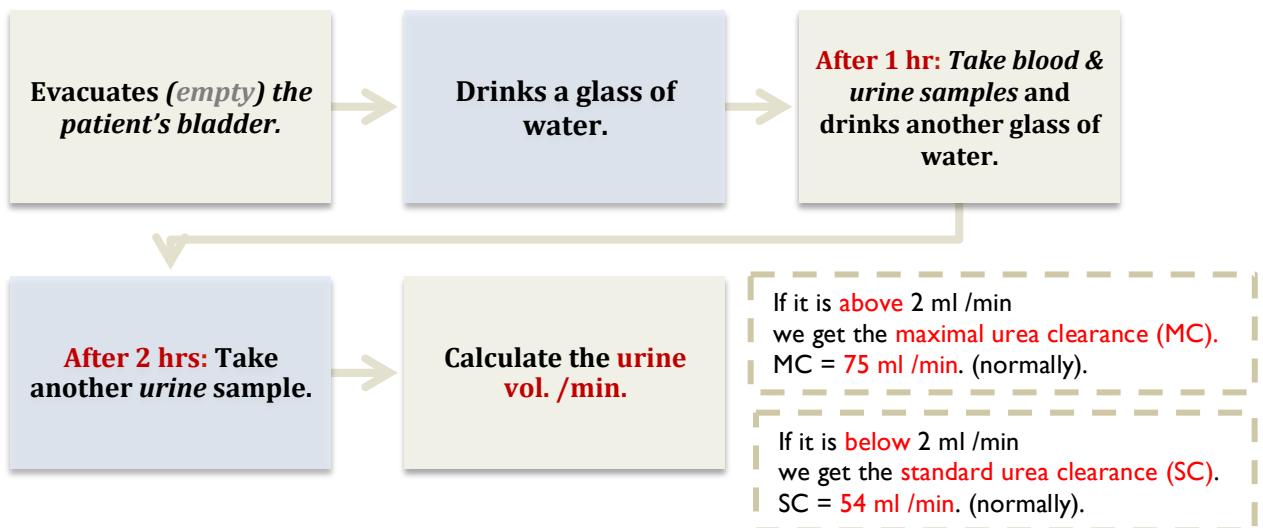 Evacuates (empty) the
patient's bladder.
Drinks a glass of
water.
After 1 hr: Take blood &
urine samples and
drinks another glass of
water.
After 2 hrs: Take
another urine sample.
Calculate the urine
vol. /min.
If it is above 2 ml /min
we get the maximal urea clearance (MC).
MC = 75 ml /min. (normally).
If it is below 2 ml /min
we get the standard urea clearance (SC).
SC = 54 ml /min. (normally).